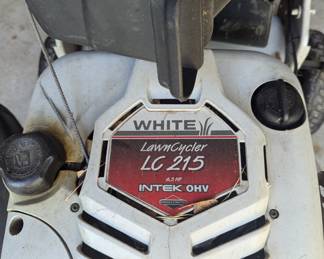 WHITE
LawnCycler
LC 215
6.5 HP
INTEK OHV